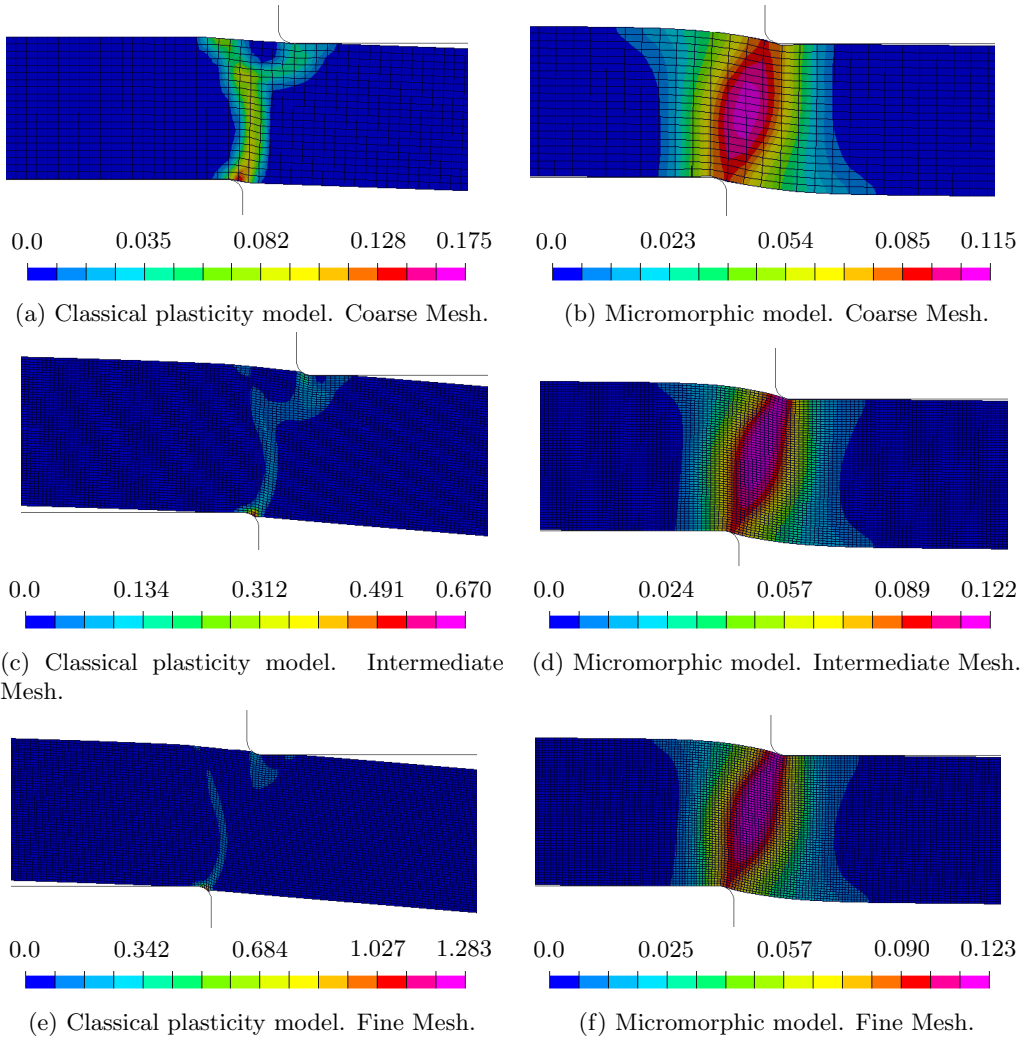 0.0 0.035 0.082 0.128 0.175
(a) Classical plasticity model. Coarse Mesh.
0.0 0.023 0.054 0.085 0.115
(b) Micromorphic model. Coarse Mesh.
0.0 0.134 0.312 0.491 0.670
(c) Classical plasticity model. Intermediate
Mesh.
0.0 0.024 0.057 0.089 0.122
(d) Micromorphic model. Intermediate Mesh.
0.0 0.342 0.684 1.027 1.283
(e) Classical plasticity model. Fine Mesh.
0.0 0.025 0.057 0.090 0.123
(f) Micromorphic model. Fine Mesh.